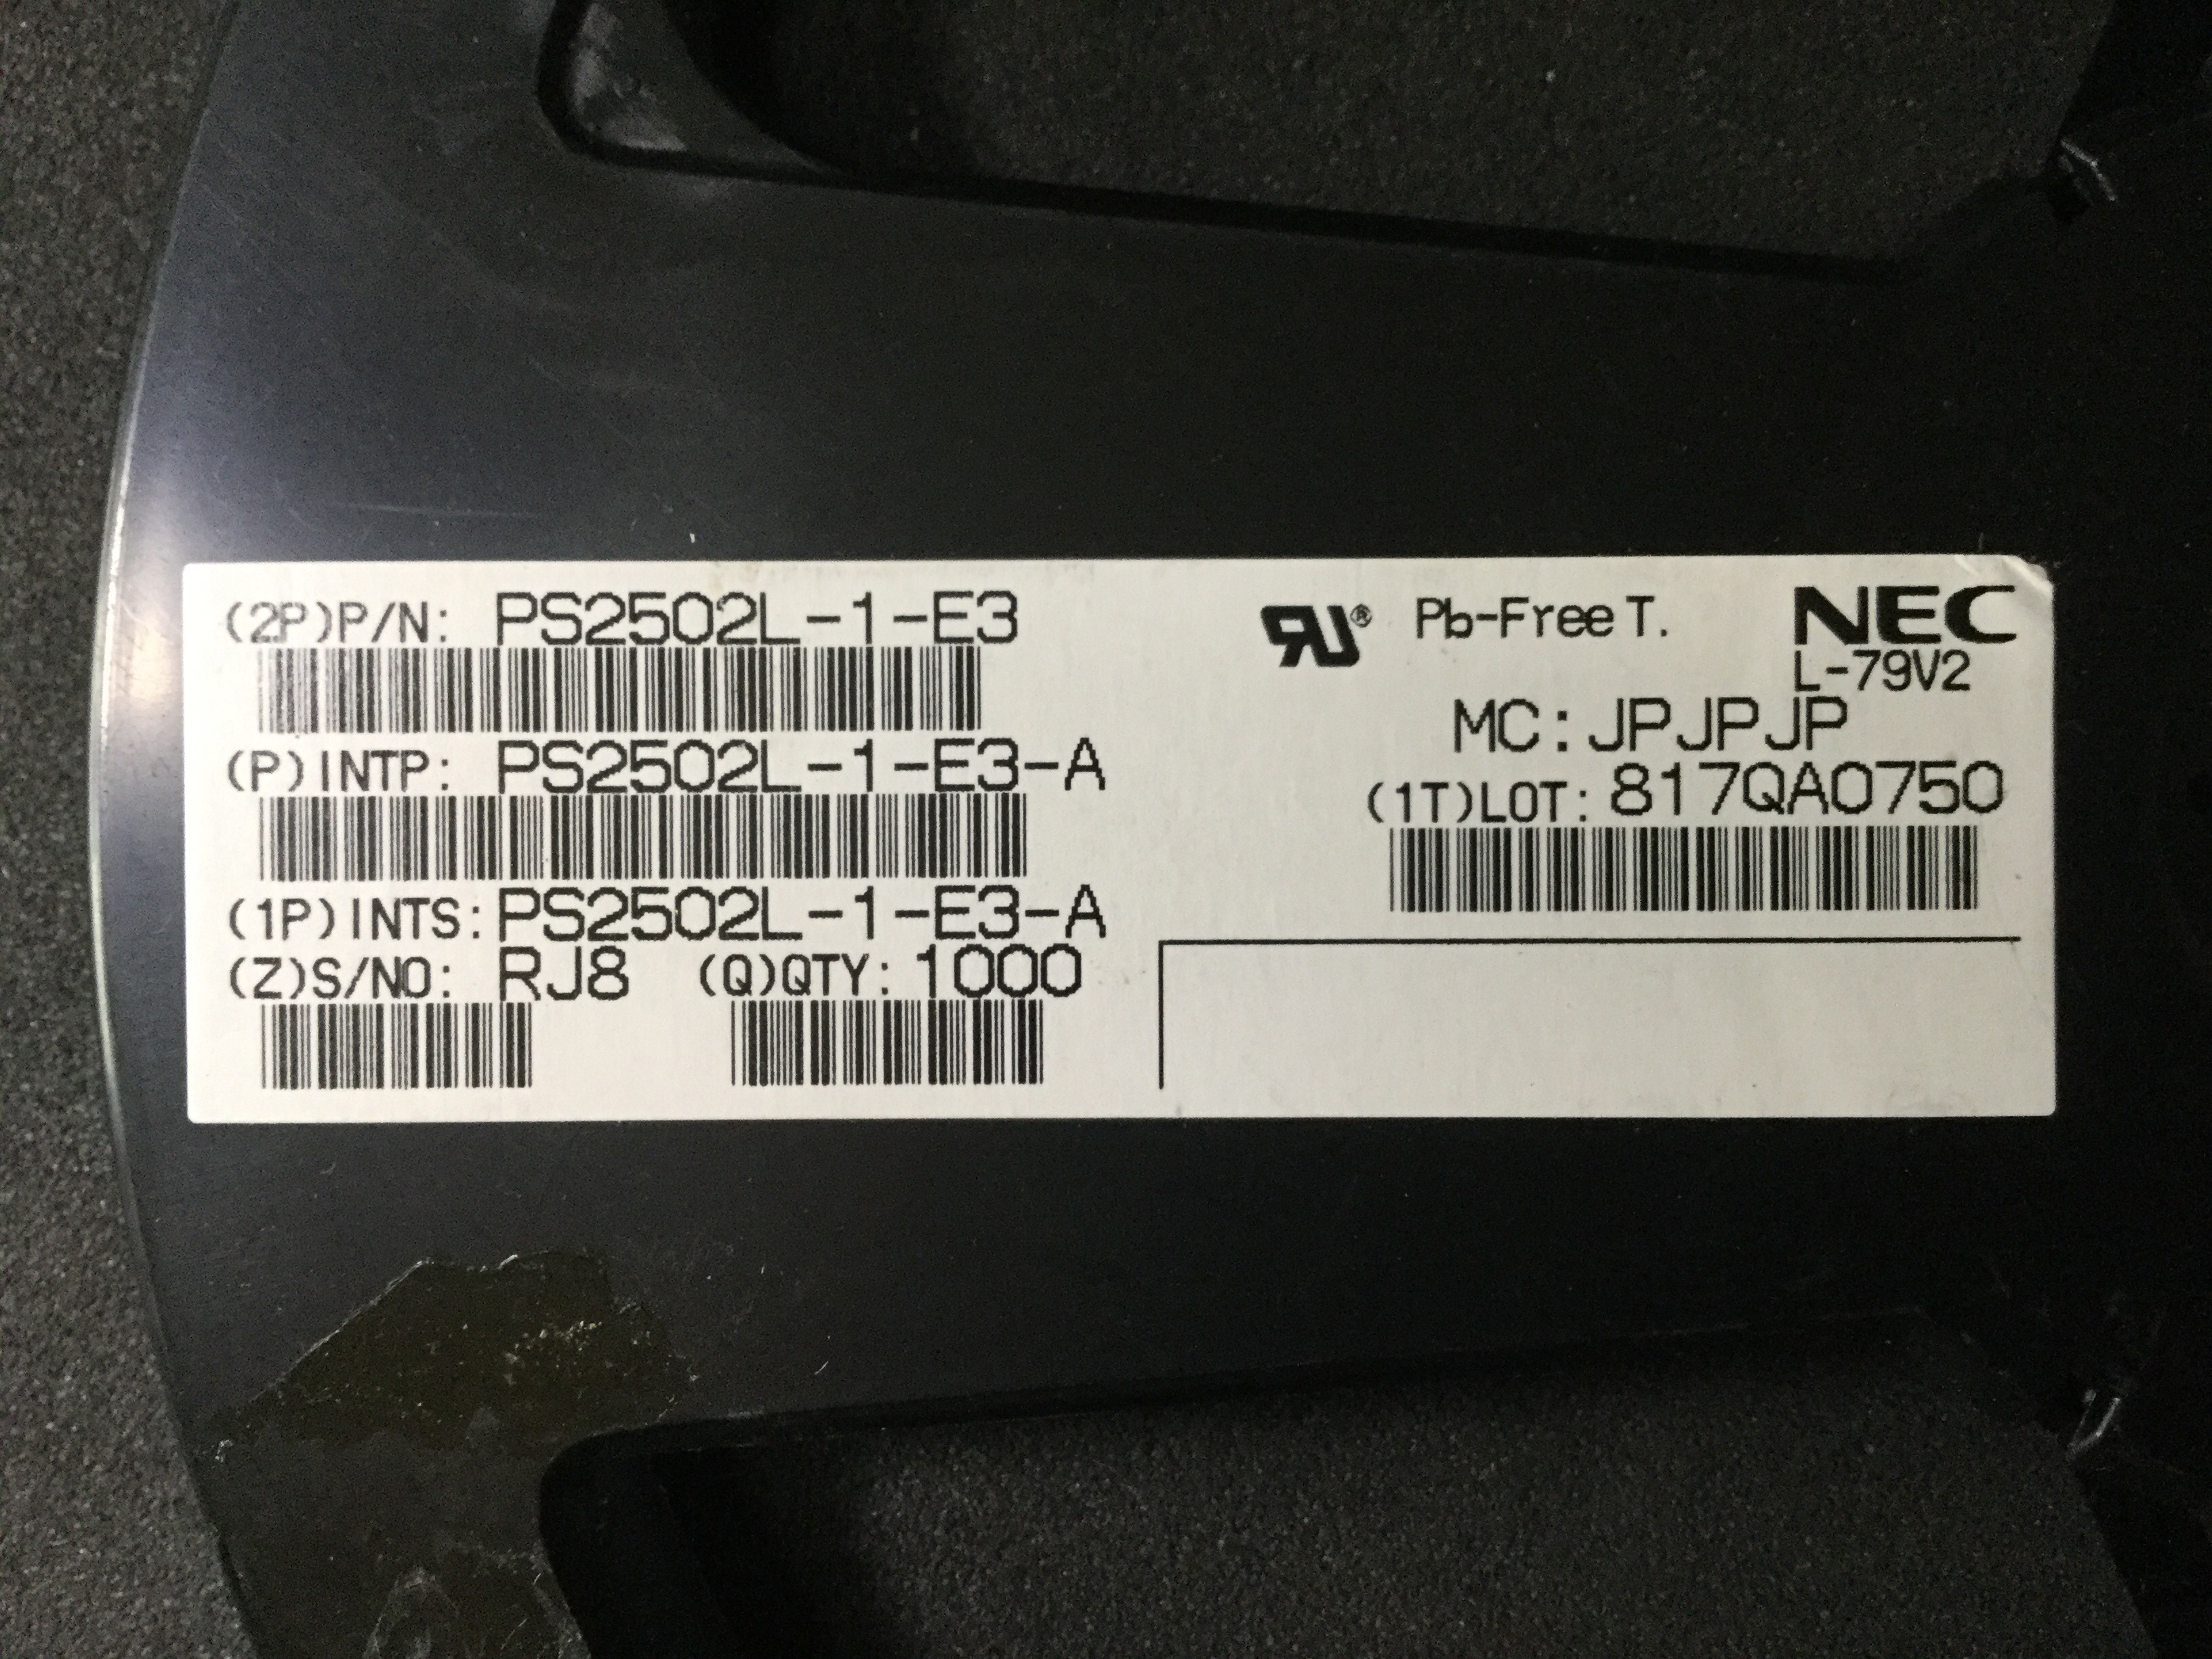 (2P)P/N: PS2502L-1-E3
(P)INTP: PS2502L-1-E3-A
(1P)INTS: PS2502L-1-E3-A
(Z)S/NO: RJ8 (Q)QTY: 1000
RU® Pb-Free T. NEC
L-79V2
MC: JPJPJP
(1T)LOT: 817QA0750